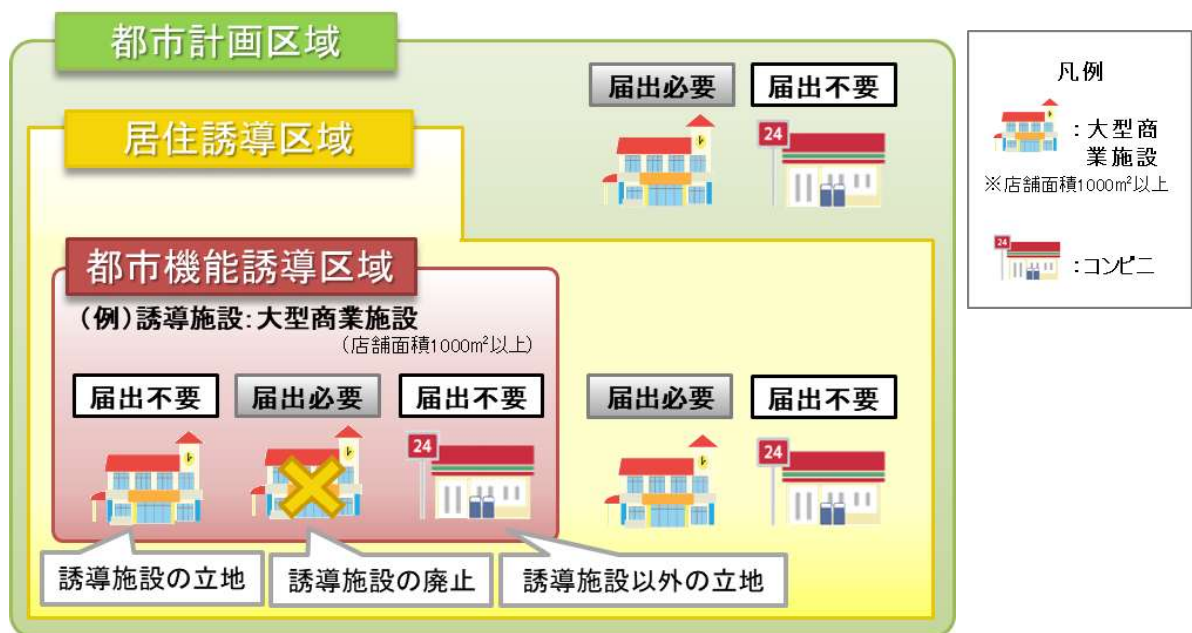 都市計画区域
届出必要
届出不要
居住誘導区域
24
都市機能誘導区域
(例)誘導施設:大型商業施設
(店舗面積1000m²以上)
届出不要
届出必要
届出不要
届出必要
届出不要
24
24
誘導施設の立地
誘導施設の廃止
誘導施設以外の立地
凡例
:大型商
業施設
※店舗面積1000m²以上
24
:コンビニ